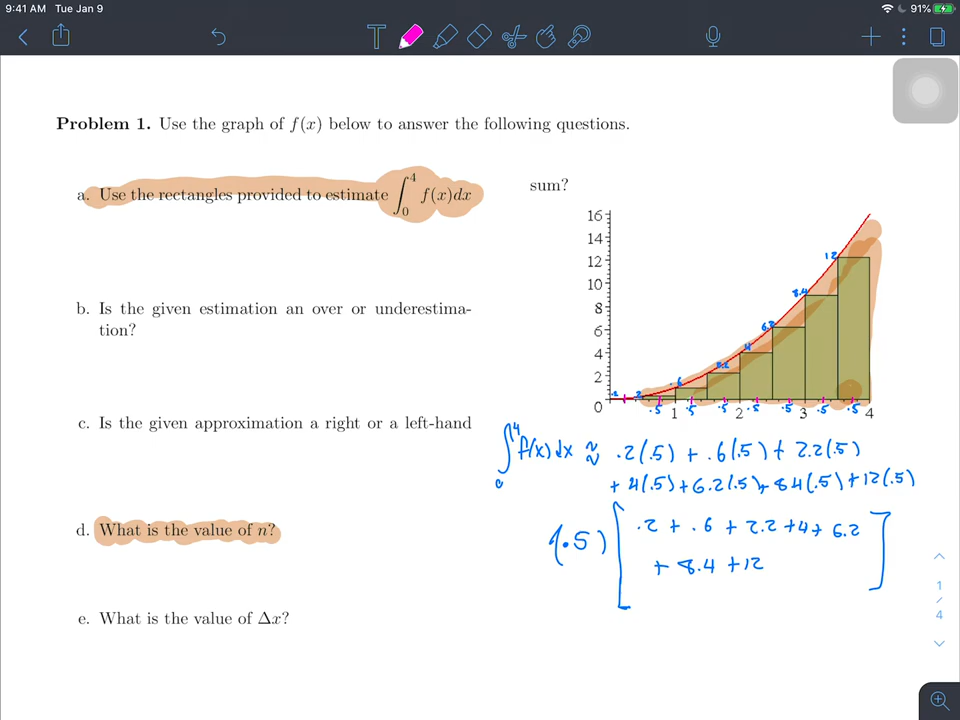 9:41 AM Tue Jan 9
91%
Problem 1. Use the graph of f(x) below to answer the following questions.
a. Use the rectangles provided to estimate ∫₀⁴ f(x)dx
b. Is the given estimation an over or underestima-
tion?
c. Is the given approximation a right or a left-hand
d. What is the value of n?
e. What is the value of Δx?
sum?
16
14
12
10
8
6
4
2
0
1
2
3
4
.2
.6
2.2
4
6.2
8.4
12
.5 .5 .5 .5 .5 .5 .5
∫₀⁴ f(x)dx ≈ .2(.5) + .6(.5) + 2.2(.5)
+ 4(.5) + 6.2(.5) + 8.4(.5) + 12(.5)
(.5) [ .2 + .6 + 2.2 + 4 + 6.2
+ 8.4 + 12 ]
1
/
4